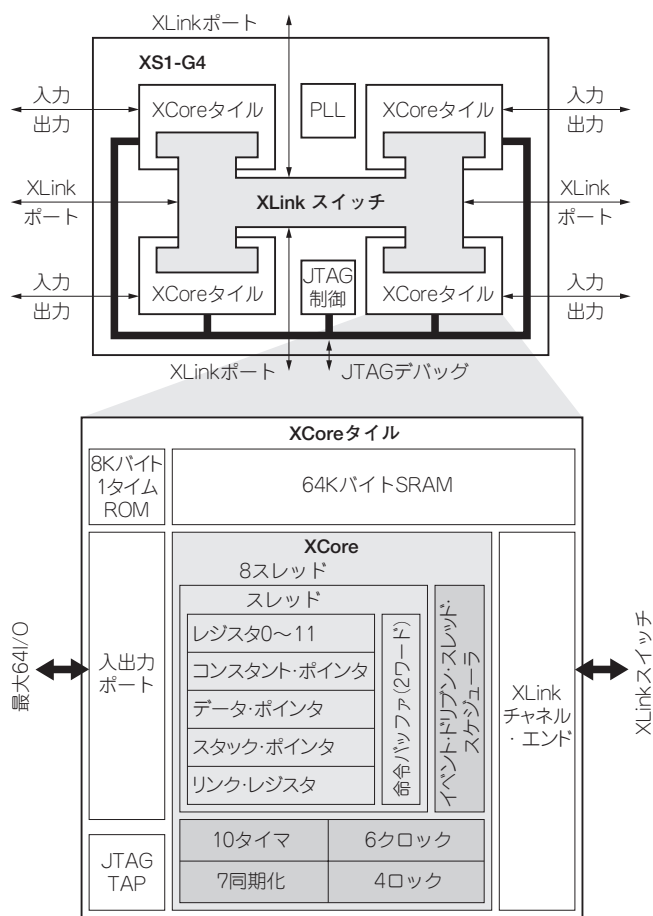 XLinkポート
XS1-G4
入力
出力
XCoreタイル
PLL
XCoreタイル
入力
出力
XLink
ポート
XLink スイッチ
XLink
ポート
入力
出力
XCoreタイル
JTAG
制御
XCoreタイル
入力
出力
XLinkポート
JTAGデバッグ
XCoreタイル
8Kバイト
1タイム
ROM
64KバイトSRAM
XCore
8スレッド
スレッド
レジスタ0〜11
コンスタント・ポインタ
データ・ポインタ
スタック・ポインタ
リンク・レジスタ
命令バッファ(2ワード)
イベント・ドリブン・スレッド・
スケジューラ
最大64I/O
入出力
ポート
XLink
チャネル
・エンド
XLinkスイッチ
JTAG
TAP
10タイマ
6クロック
7同期化
4ロック